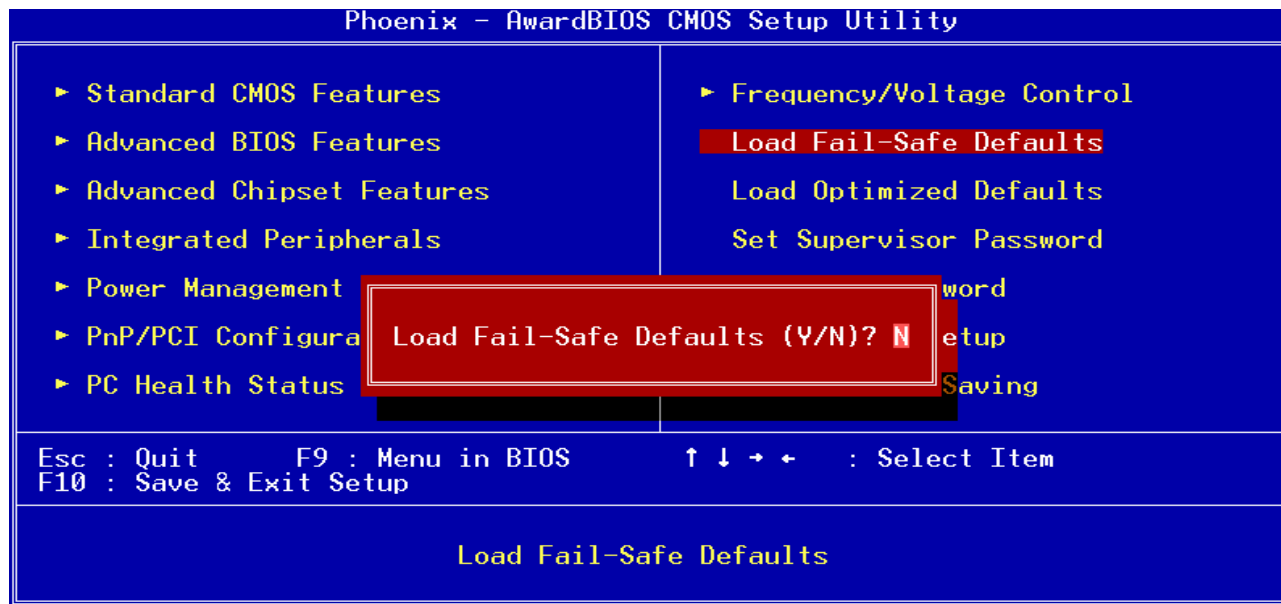 Phoenix - AwardBIOS CMOS Setup Utility
► Standard CMOS Features
► Advanced BIOS Features
► Advanced Chipset Features
► Integrated Peripherals
► Power Management
► PnP/PCI Configura
► PC Health Status
► Frequency/Voltage Control
Load Fail-Safe Defaults
Load Optimized Defaults
Set Supervisor Password
word
etup
Saving
Load Fail-Safe Defaults (Y/N)? N
Esc : Quit F9 : Menu in BIOS ↑ ↓ → ← : Select Item
F10 : Save & Exit Setup
Load Fail-Safe Defaults